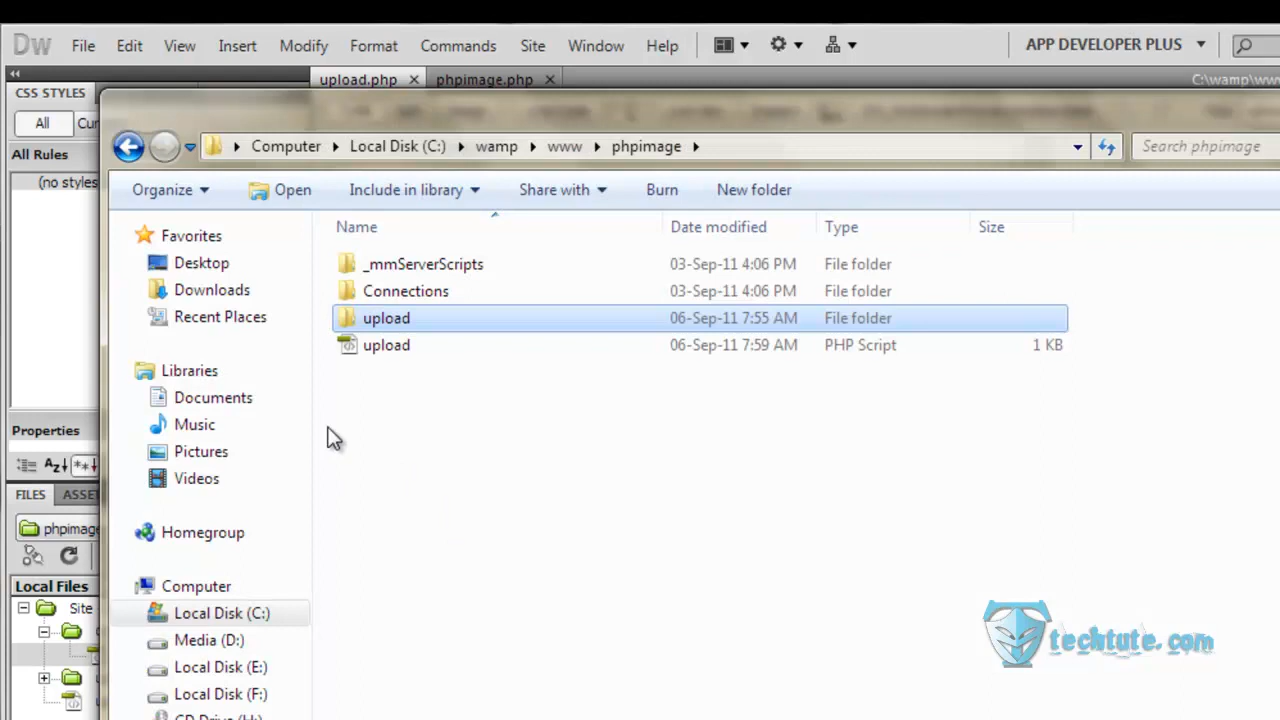 Dw File Edit View Insert Modify Format Commands Site Window Help APP DEVELOPER PLUS
upload.php phpimage.php C:\wamp\ww
CSS STYLES
All
All Rules
(no styles
Computer Local Disk (C:) wamp www phpimage Search phpimage
Organize Open Include in library Share with Burn New folder
Name Date modified Type Size
_mmServerScripts 03-Sep-11 4:06 PM File folder
Connections 03-Sep-11 4:06 PM File folder
upload 06-Sep-11 7:55 AM File folder
upload 06-Sep-11 7:59 AM PHP Script 1 KB
Favorites
Desktop
Downloads
Recent Places
Libraries
Documents
Music
Pictures
Videos
Homegroup
Computer
Local Disk (C:)
Media (D:)
Local Disk (E:)
Local Disk (F:)
Properties
FILES ASSET
phpimage
Local Files
Site
techtute.com